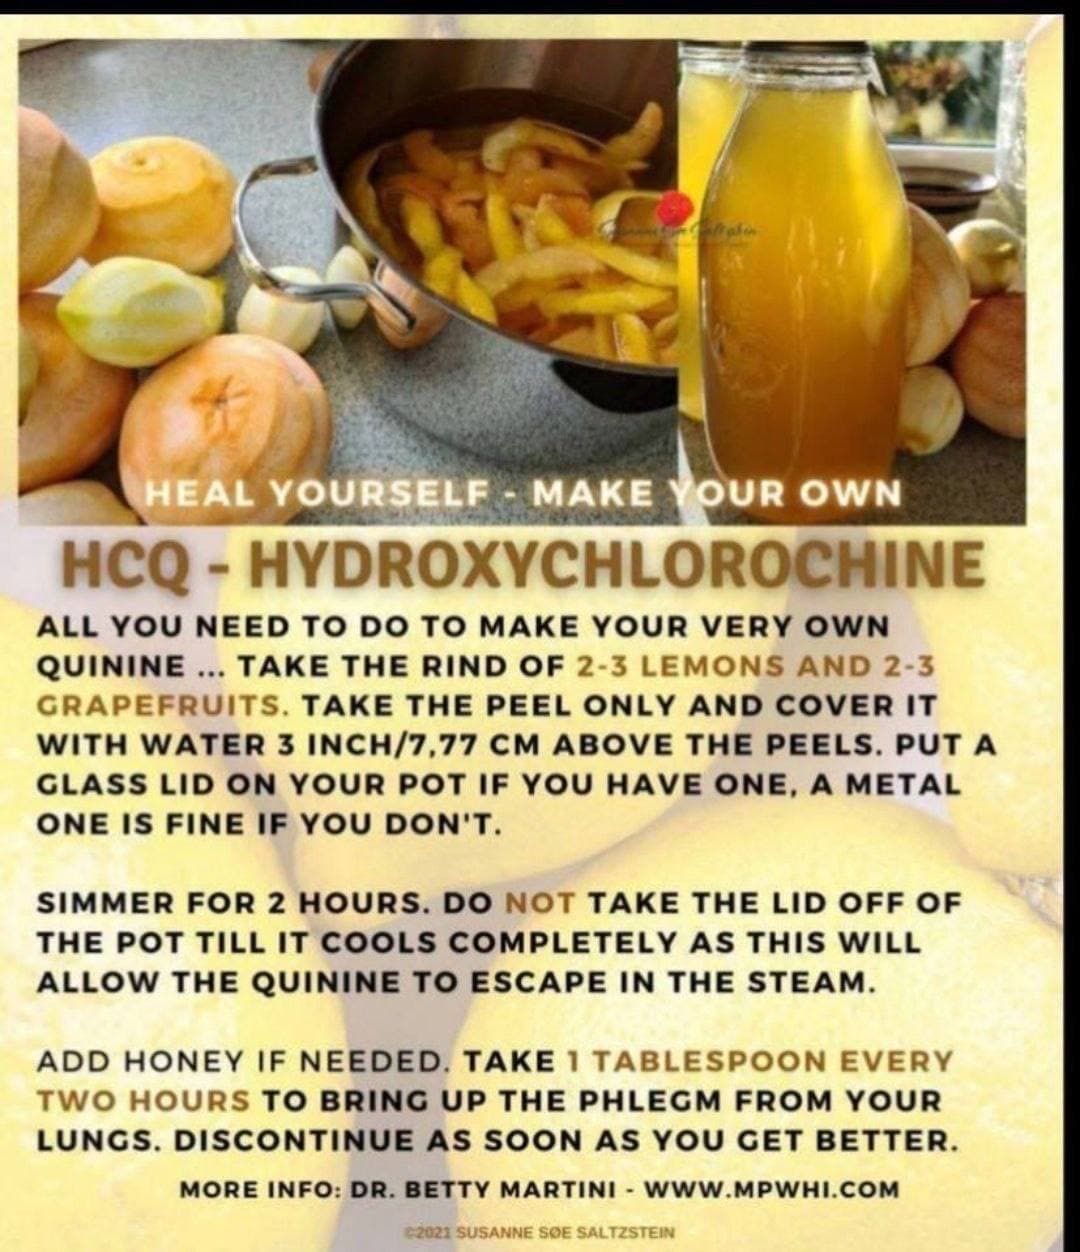 HEAL YOURSELF - MAKE YOUR OWN
HCQ - HYDROXYCHLOROCHINE
ALL YOU NEED TO DO TO MAKE YOUR VERY OWN
QUININE ... TAKE THE RIND OF 2-3 LEMONS AND 2-3
GRAPEFRUITS. TAKE THE PEEL ONLY AND COVER IT
WITH WATER 3 INCH/7,77 CM ABOVE THE PEELS. PUT A
GLASS LID ON YOUR POT IF YOU HAVE ONE, A METAL
ONE IS FINE IF YOU DON'T.
SIMMER FOR 2 HOURS. DO NOT TAKE THE LID OFF OF
THE POT TILL IT COOLS COMPLETELY AS THIS WILL
ALLOW THE QUININE TO ESCAPE IN THE STEAM.
ADD HONEY IF NEEDED. TAKE 1 TABLESPOON EVERY
TWO HOURS TO BRING UP THE PHLEGM FROM YOUR
LUNGS. DISCONTINUE AS SOON AS YOU GET BETTER.
MORE INFO: DR. BETTY MARTINI - WWW.MPWHI.COM
©2021 SUSANNE SØE SALTZSTEIN